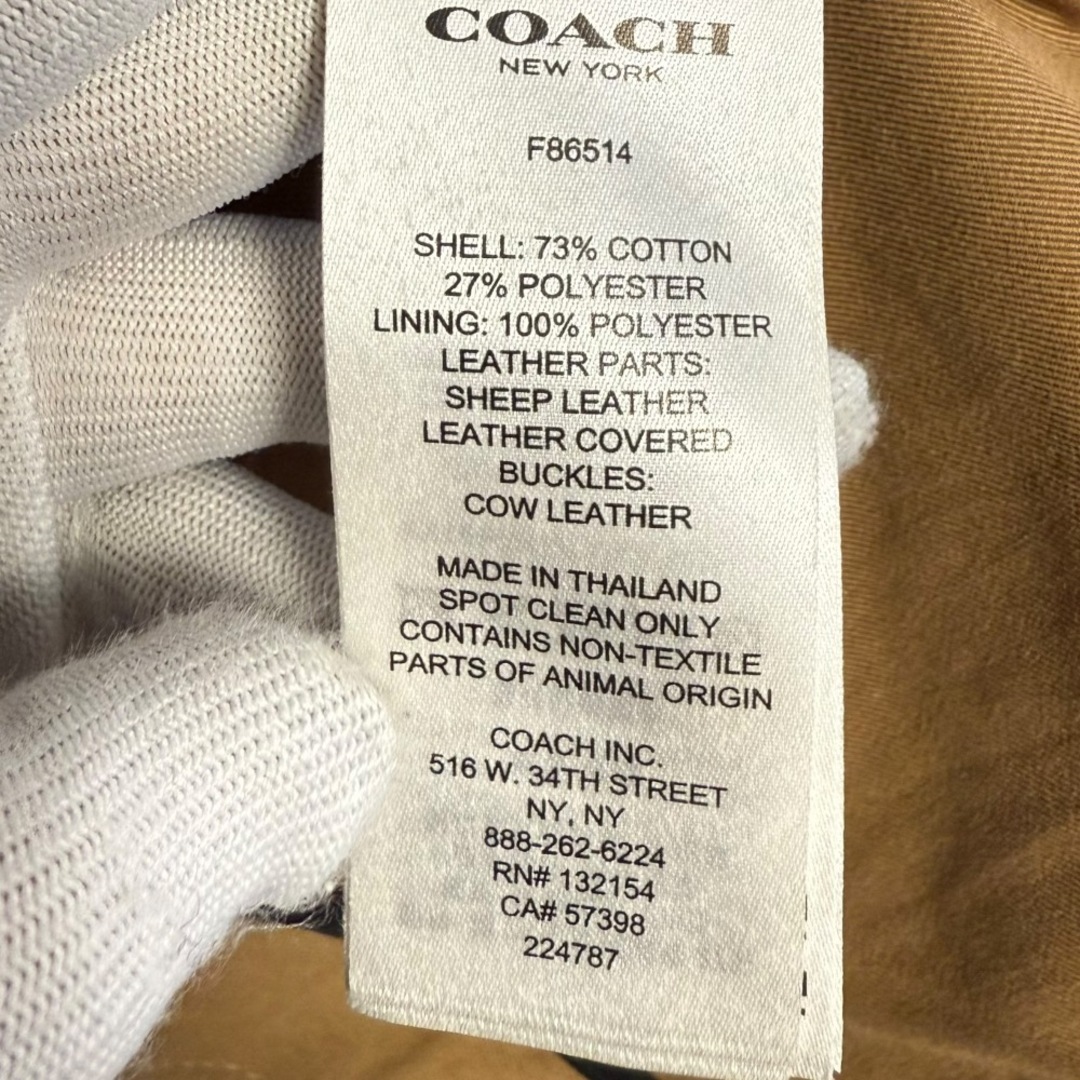 COACH
NEW YORK
F86514
SHELL: 73% COTTON
27% POLYESTER
LINING: 100% POLYESTER
LEATHER PARTS:
SHEEP LEATHER
LEATHER COVERED
BUCKLES:
COW LEATHER
MADE IN THAILAND
SPOT CLEAN ONLY
CONTAINS NON-TEXTILE
PARTS OF ANIMAL ORIGIN
COACH INC.
516 W. 34TH STREET
NY, NY
888-262-6224
RN# 132154
CA# 57398
224787